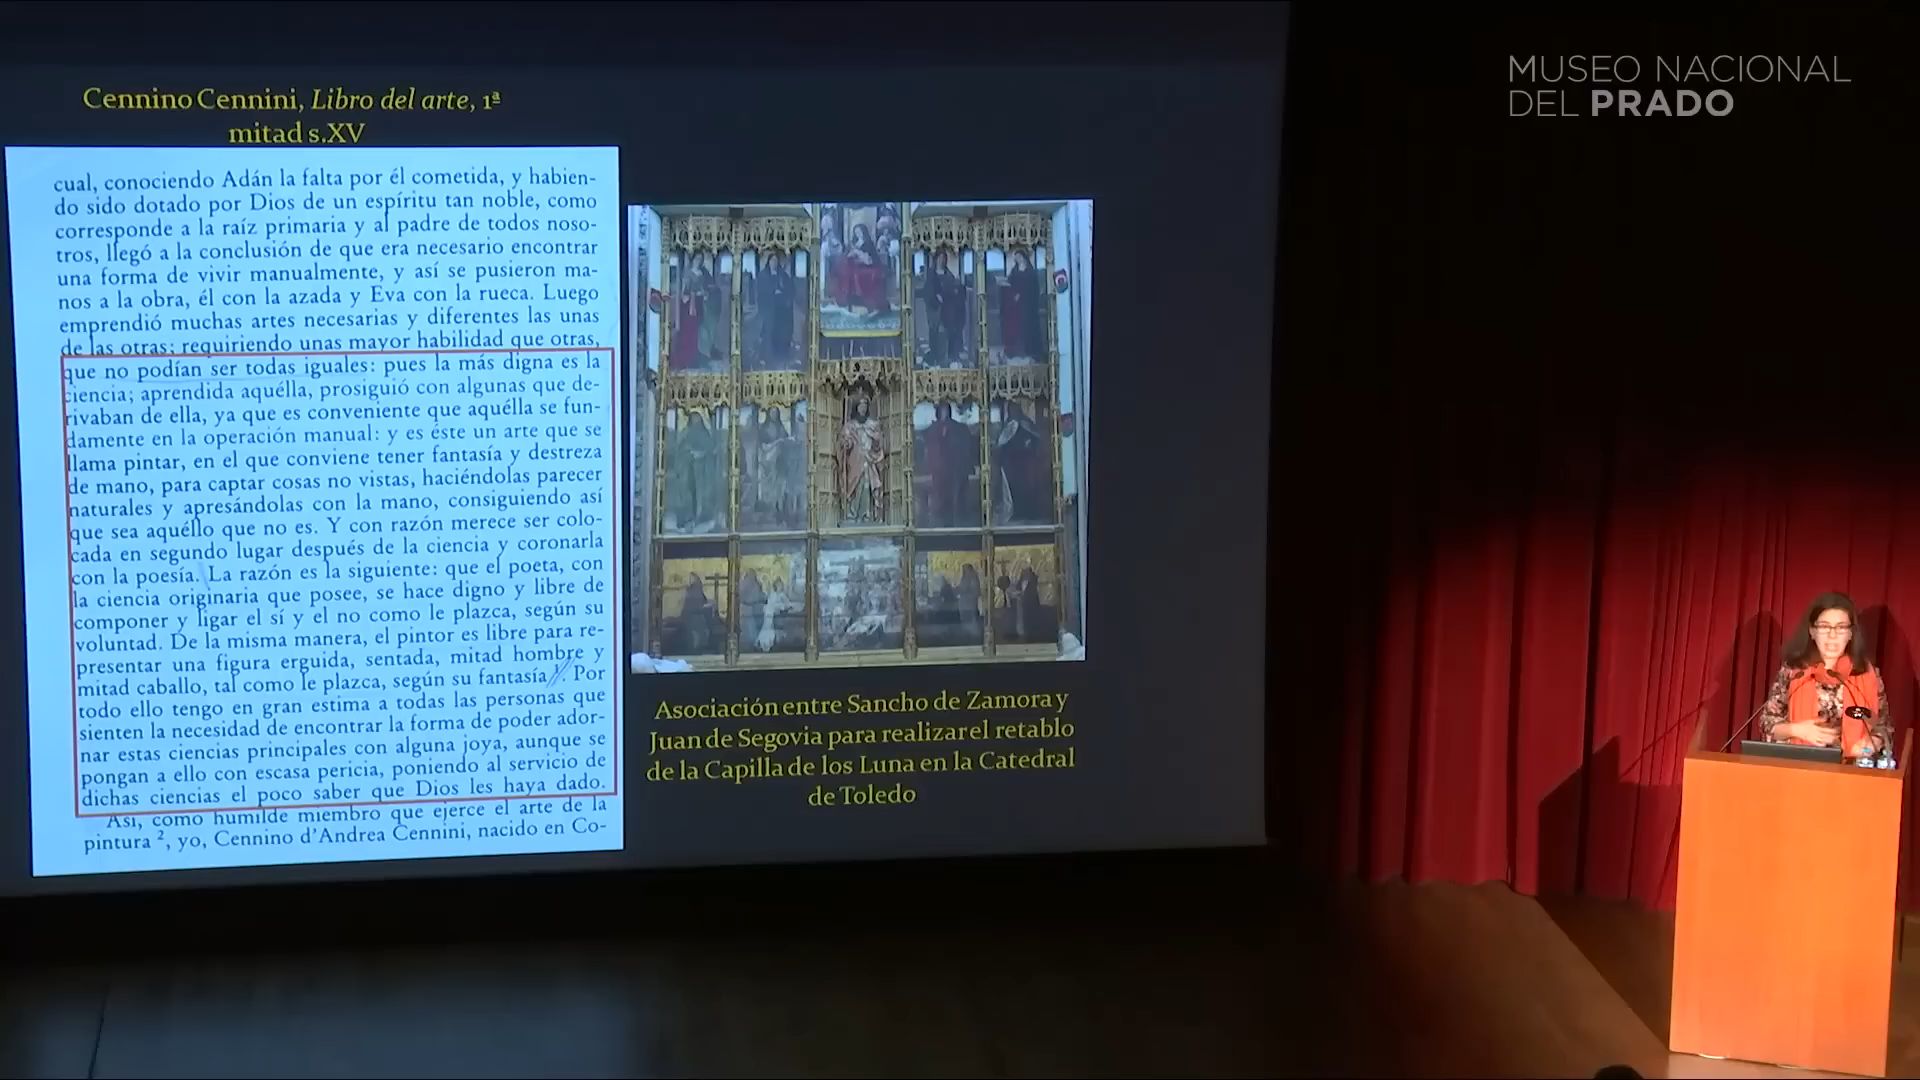 MUSEO NACIONAL
DEL PRADO
Cennino Cennini, Libro del arte, 1ª
mitad s.XV
cual, conociendo Adán la falta por él cometida, y habien-
do sido dotado por Dios de un espíritu tan noble, como
corresponde a la raíz primaria y al padre de todos noso-
tros, llegó a la conclusión de que era necesario encontrar
una forma de vivir manualmente, y así se pusieron ma-
nos a la obra, él con la azada y Eva con la rueca. Luego
emprendió muchas artes necesarias y diferentes las unas
de las otras; requiriendo unas mayor habilidad que otras,
que no podían ser todas iguales: pues la más digna es la
ciencia; aprendida aquélla, prosiguió con algunas que de-
rivaban de ella, ya que es conveniente que aquélla se fun-
damente en la operación manual: y es éste un arte que se
llama pintar, en el que conviene tener fantasía y destreza
de mano, para captar cosas no vistas, haciéndolas parecer
naturales y apresándolas con la mano, consiguiendo así
que sea aquéllo que no es. Y con razón merece ser colo-
cada en segundo lugar después de la ciencia y coronarla
con la poesía. La razón es la siguiente: que el poeta, con
la ciencia originaria que posee, se hace digno y libre de
componer y ligar el sí y el no como le plazca, según su
voluntad. De la misma manera, el pintor es libre para re-
presentar una figura erguida, sentada, mitad hombre y
mitad caballo, tal como le plazca, según su fantasía ¹. Por
todo ello tengo en gran estima a todas las personas que
sienten la necesidad de encontrar la forma de poder ador-
nar estas ciencias principales con alguna joya, aunque se
pongan a ello con escasa pericia, poniendo al servicio de
dichas ciencias el poco saber que Dios les haya dado.
Así, como humilde miembro que ejerce el arte de la
pintura ², yo, Cennino d'Andrea Cennini, nacido en Co-
Asociación entre Sancho de Zamora y
Juan de Segovia para realizar el retablo
de la Capilla de los Luna en la Catedral
de Toledo